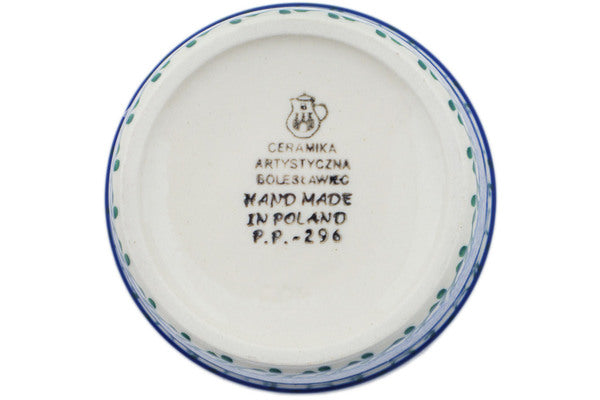 CERAMIKA
ARTYSTYCZNA
BOLESŁAWIEC
HAND MADE
IN POLAND
P.P.-296